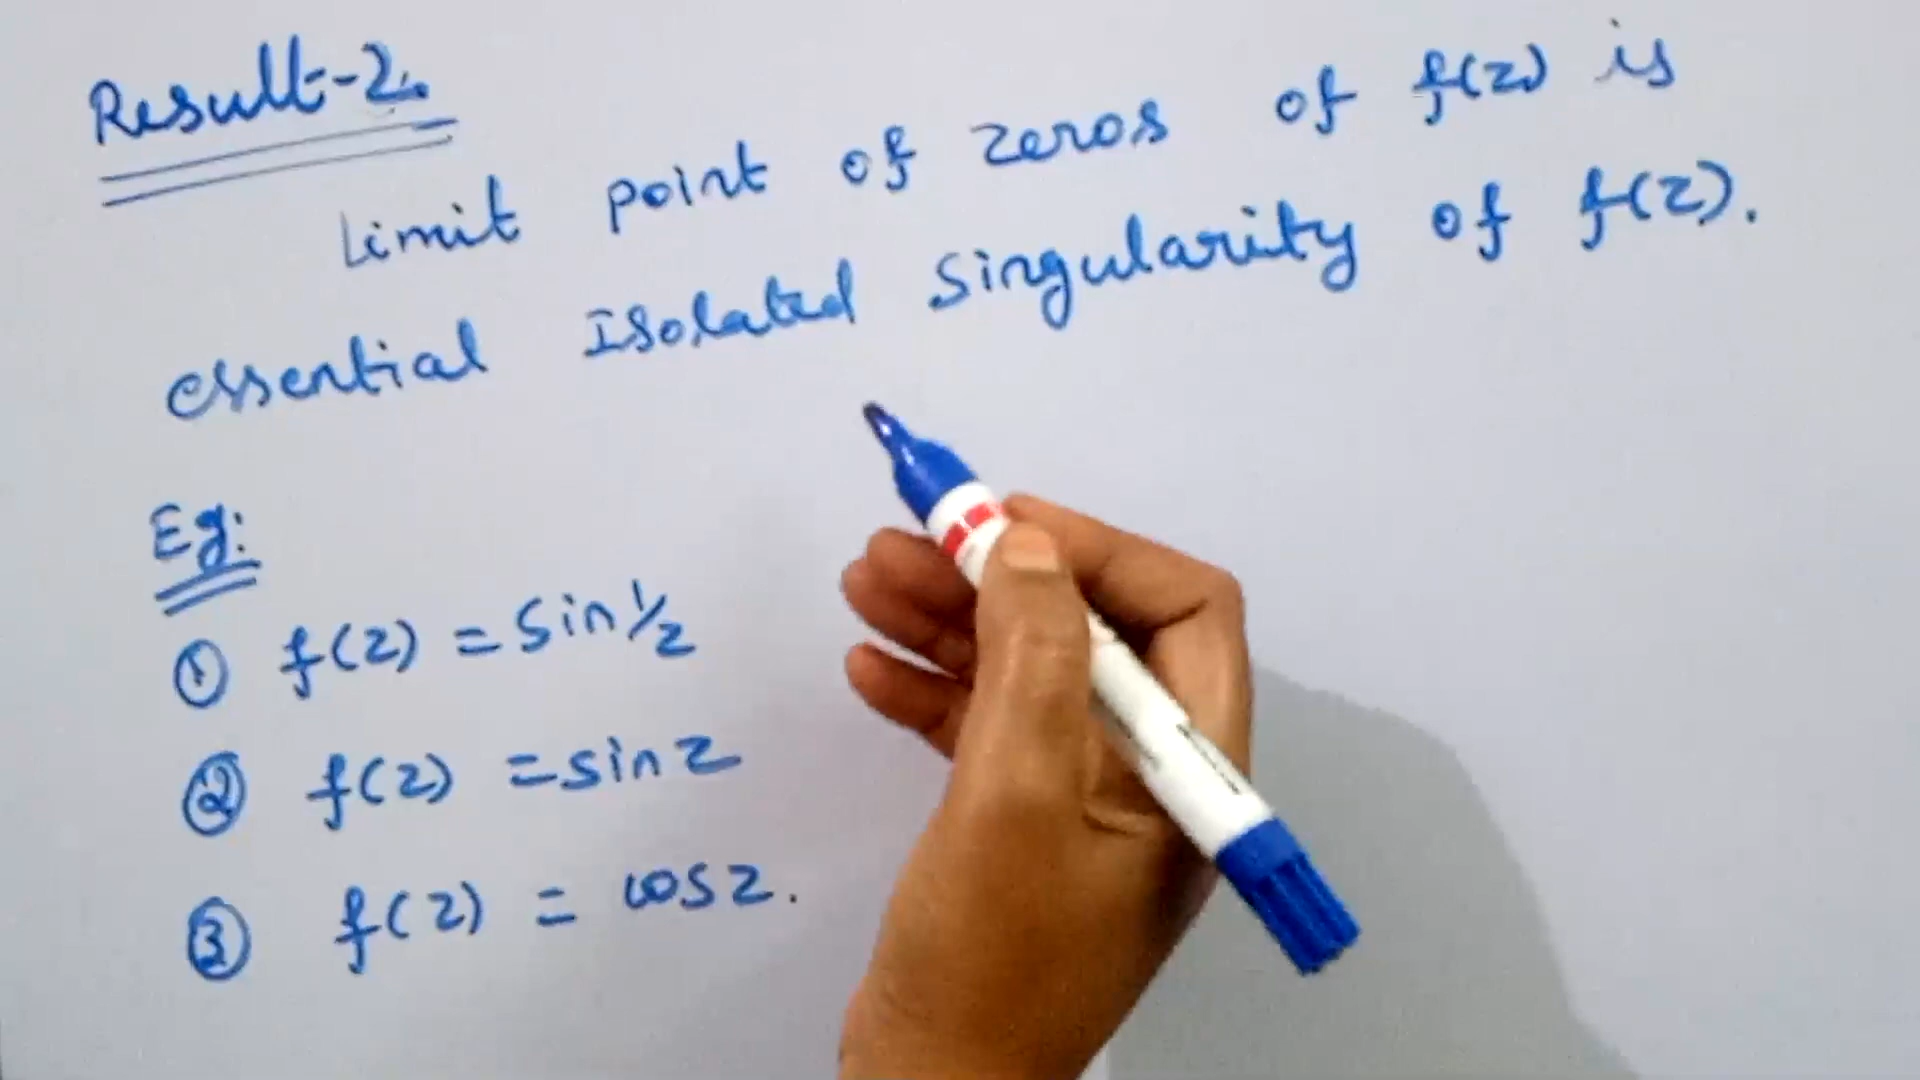 Result-2.
Limit point of zeros of f(z) is
essential Isolated Singularity of f(z).
Eg:
① f(z) = Sin 1/z
② f(z) = sin z
③ f(z) = cos z.